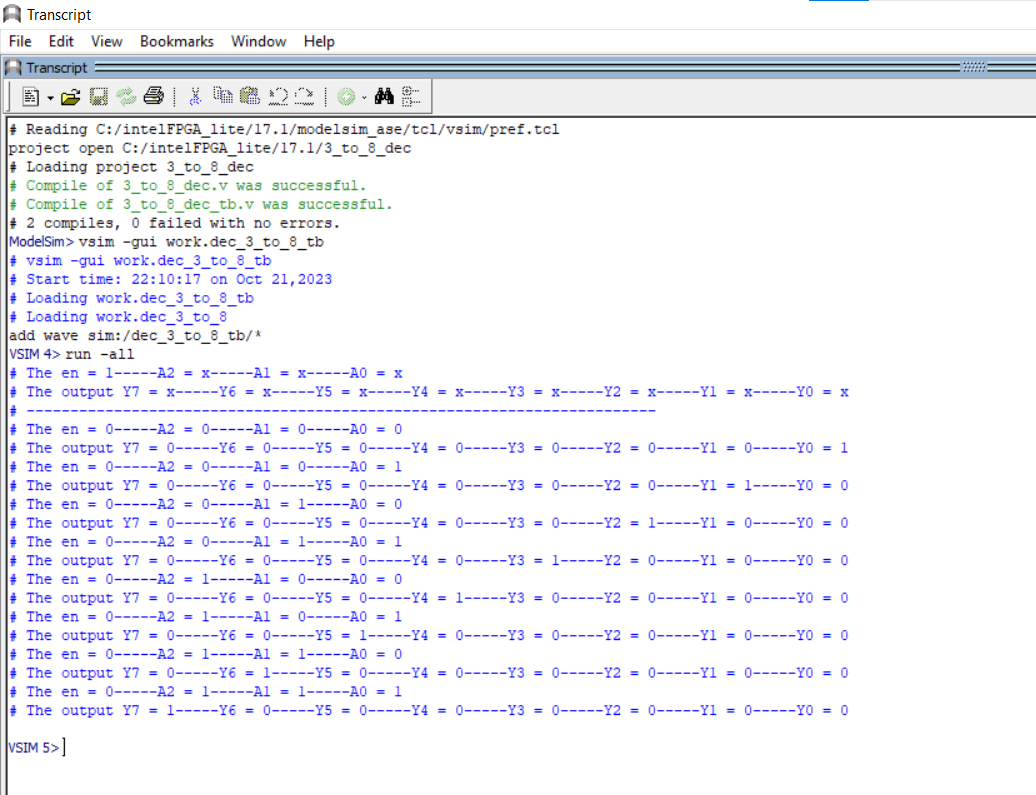 Transcript
File Edit View Bookmarks Window Help
Transcript
# Reading C:/intelFPGA_lite/17.1/modelsim_ase/tcl/vsim/pref.tcl
project open C:/intelFPGA_lite/17.1/3_to_8_dec
# Loading project 3_to_8_dec
# Compile of 3_to_8_dec.v was successful.
# Compile of 3_to_8_dec_tb.v was successful.
# 2 compiles, 0 failed with no errors.
ModelSim> vsim -gui work.dec_3_to_8_tb
# vsim -gui work.dec_3_to_8_tb
# Start time: 22:10:17 on Oct 21,2023
# Loading work.dec_3_to_8_tb
# Loading work.dec_3_to_8
add wave sim:/dec_3_to_8_tb/*
VSIM 4> run -all
# The en = 1-----A2 = x-----A1 = x-----A0 = x
# The output Y7 = x-----Y6 = x-----Y5 = x-----Y4 = x-----Y3 = x-----Y2 = x-----Y1 = x-----Y0 = x
# ------------------------------------------------------------------------
# The en = 0-----A2 = 0-----A1 = 0-----A0 = 0
# The output Y7 = 0-----Y6 = 0-----Y5 = 0-----Y4 = 0-----Y3 = 0-----Y2 = 0-----Y1 = 0-----Y0 = 1
# The en = 0-----A2 = 0-----A1 = 0-----A0 = 1
# The output Y7 = 0-----Y6 = 0-----Y5 = 0-----Y4 = 0-----Y3 = 0-----Y2 = 0-----Y1 = 1-----Y0 = 0
# The en = 0-----A2 = 0-----A1 = 1-----A0 = 0
# The output Y7 = 0-----Y6 = 0-----Y5 = 0-----Y4 = 0-----Y3 = 0-----Y2 = 1-----Y1 = 0-----Y0 = 0
# The en = 0-----A2 = 0-----A1 = 1-----A0 = 1
# The output Y7 = 0-----Y6 = 0-----Y5 = 0-----Y4 = 0-----Y3 = 1-----Y2 = 0-----Y1 = 0-----Y0 = 0
# The en = 0-----A2 = 1-----A1 = 0-----A0 = 0
# The output Y7 = 0-----Y6 = 0-----Y5 = 0-----Y4 = 1-----Y3 = 0-----Y2 = 0-----Y1 = 0-----Y0 = 0
# The en = 0-----A2 = 1-----A1 = 0-----A0 = 1
# The output Y7 = 0-----Y6 = 0-----Y5 = 1-----Y4 = 0-----Y3 = 0-----Y2 = 0-----Y1 = 0-----Y0 = 0
# The en = 0-----A2 = 1-----A1 = 1-----A0 = 0
# The output Y7 = 0-----Y6 = 1-----Y5 = 0-----Y4 = 0-----Y3 = 0-----Y2 = 0-----Y1 = 0-----Y0 = 0
# The en = 0-----A2 = 1-----A1 = 1-----A0 = 1
# The output Y7 = 1-----Y6 = 0-----Y5 = 0-----Y4 = 0-----Y3 = 0-----Y2 = 0-----Y1 = 0-----Y0 = 0
VSIM 5>